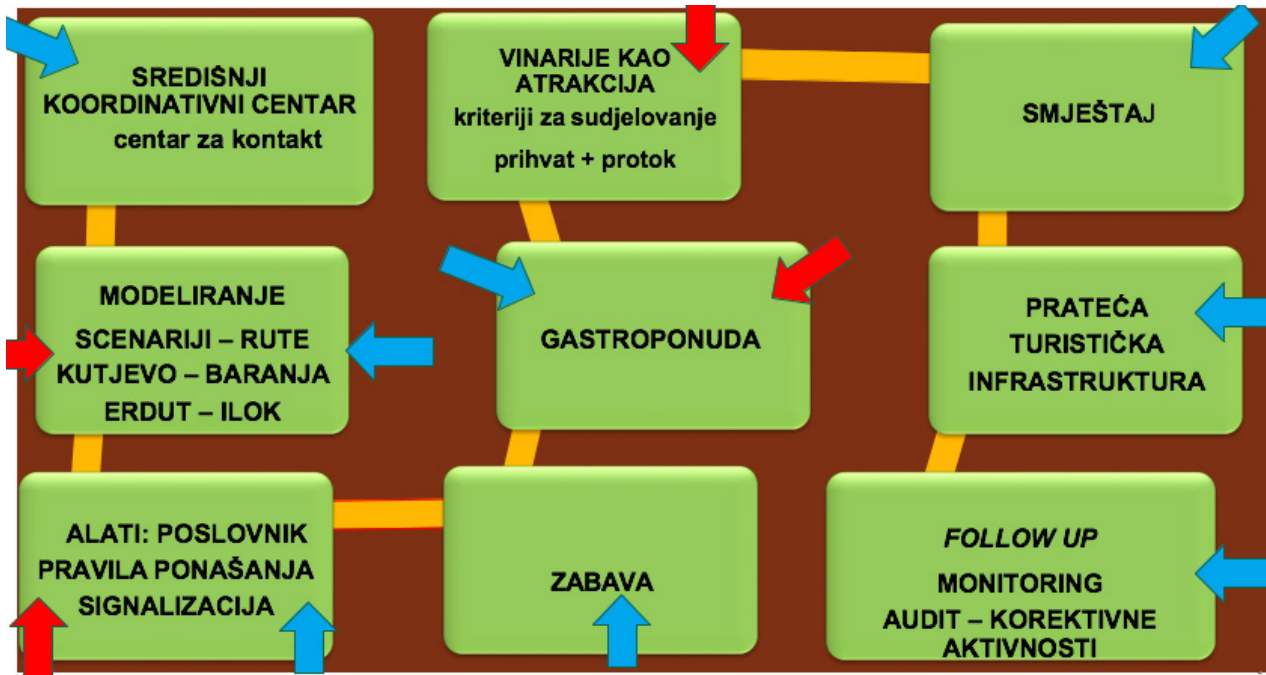 SREDIŠNJI
KOORDINATIVNI CENTAR
centar za kontakt
MODELIRANJE
SCENARIJI – RUTE
KUTJEVO – BARANJA
ERDUT – ILOK
ALATI: POSLOVNIK
PRAVILA PONAŠANJA
SIGNALIZACIJA
ZABAVA
GASTROPONUDA
VINARIJE KAO
ATRAKCIJA
kriteriji za sudjelovanje
prihvat + protok
SMJEŠTAJ
PRATEĆA
TURISTIČKA
INFRASTRUKTURA
FOLLOW UP
MONITORING
AUDIT – KOREKTIVNE
AKTIVNOSTI